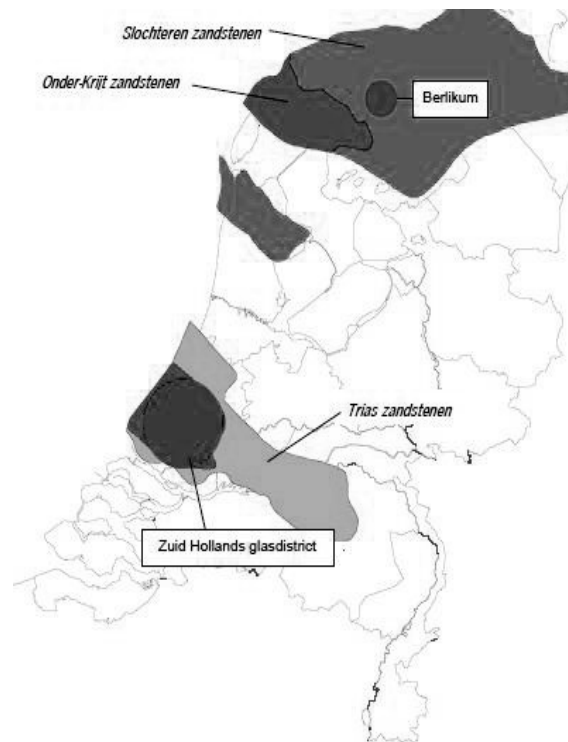 Slochteren zandstenen
Onder-Krijt zandstenen
Berlikum
Trias zandstenen
Zuid Hollands glasdistrict